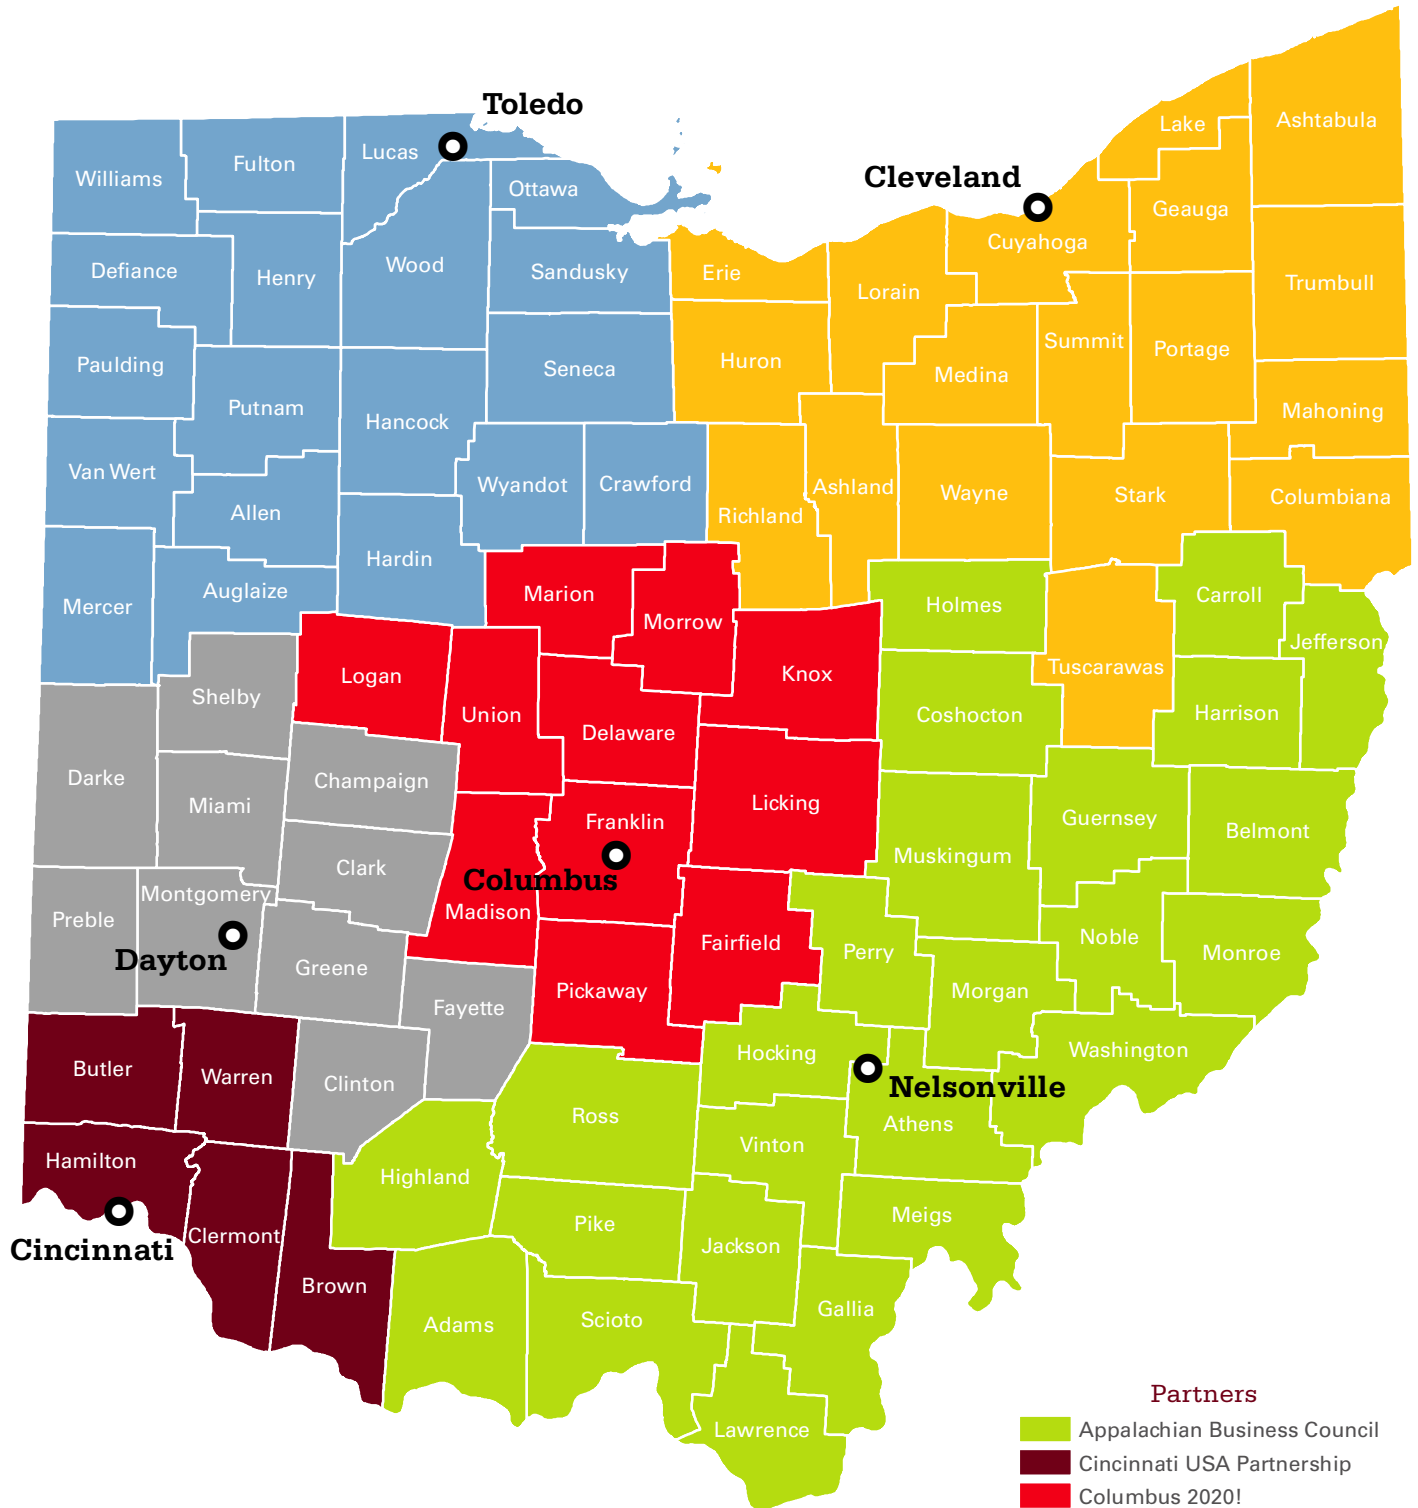 Toledo
Lake
Ashtabula
Lucas
Fulton
Williams
Cleveland
Ottawa
Geauga
Cuyahoga
Wood
Defiance
Henry
Sandusky
Erie
Trumbull
Lorain
Summit
Portage
Paulding
Seneca
Huron
Medina
Putnam
Mahoning
Hancock
Van Wert
Wyandot
Crawford
Ashland
Wayne
Stark
Columbiana
Allen
Richland
Hardin
Auglaize
Marion
Carroll
Mercer
Holmes
Morrow
Jefferson
Tuscarawas
Logan
Knox
Shelby
Union
Coshocton
Harrison
Delaware
Darke
Champaign
Miami
Licking
Franklin
Guernsey
Belmont
Muskingum
Clark
Columbus
Montgomery
Madison
Preble
Fairfield
Noble
Perry
Monroe
Dayton
Greene
Pickaway
Morgan
Fayette
Hocking
Washington
Butler
Warren
Clinton
Nelsonville
Ross
Athens
Vinton
Hamilton
Highland
Meigs
Pike
Clermont
Jackson
Cincinnati
Brown
Gallia
Scioto
Adams
Lawrence
Partners
Appalachian Business Council
Cincinnati USA Partnership
Columbus 2020!